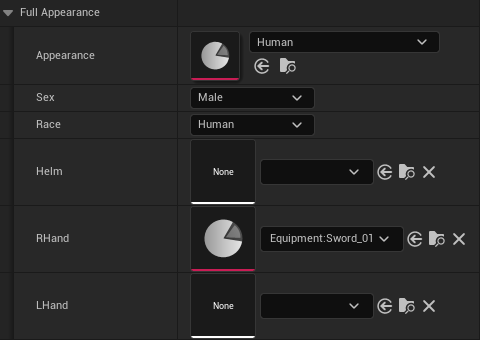 Full Appearance
Appearance
Human
Sex
Male
Race
Human
Helm
None
RHand
Equipment:Sword_01
LHand
None